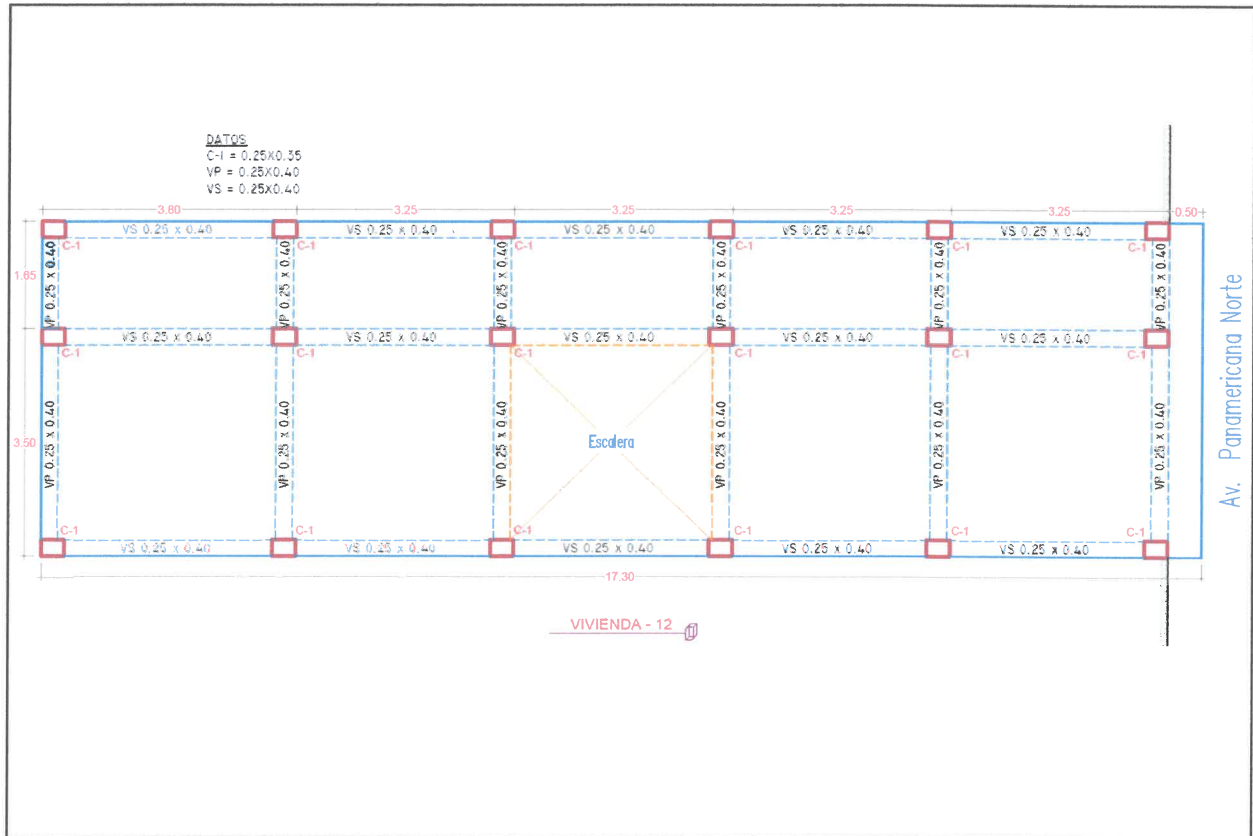 DATOS
C-1 = 0.25X0.35
VP = 0.25X0.40
VS = 0.25X0.40
3.80 3.25 3.25 3.25 3.25 0.50
VS 0.25 x 0.40 VS 0.25 x 0.40 VS 0.25 x 0.40 VS 0.25 x 0.40 VS 0.25 x 0.40
C-1 C-1 C-1 C-1 C-1 C-1
1.65
VP 0.25 x 0.40 VP 0.25 x 0.40 VP 0.25 x 0.40 VP 0.25 x 0.40 VP 0.25 x 0.40 VP 0.25 x 0.40
VS 0.25 x 0.40 VS 0.25 x 0.40 VS 0.25 x 0.40 VS 0.25 x 0.40 VS 0.25 x 0.40
C-1 C-1 C-1 C-1 C-1 C-1
3.50
VP 0.25 x 0.40 VP 0.25 x 0.40 VP 0.25 x 0.40 VP 0.25 x 0.40 VP 0.25 x 0.40 VP 0.25 x 0.40
Escalera
Av. Panamericana Norte
C-1 C-1 C-1 C-1 C-1 C-1
VS 0.25 x 0.40 VS 0.25 x 0.40 VS 0.25 x 0.40 VS 0.25 x 0.40 VS 0.25 x 0.40
17.30
VIVIENDA - 12